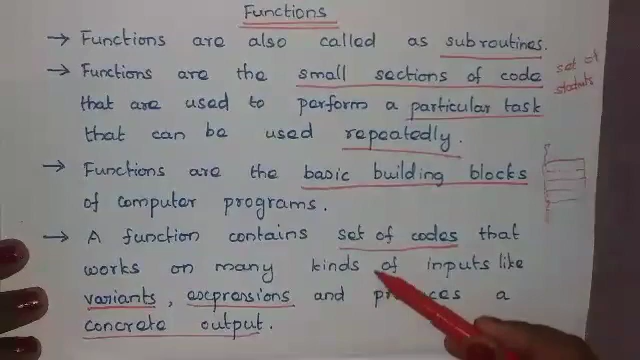 Functions
→ Functions are also called as subroutines.
→ Functions are the small sections of code
that are used to perform a particular task
that can be used repeatedly.
→ Functions are the basic building blocks
of computer programs.
→ A function contains set of codes that
works on many kinds of inputs like
variants, expressions and produces a
concrete output.
set of